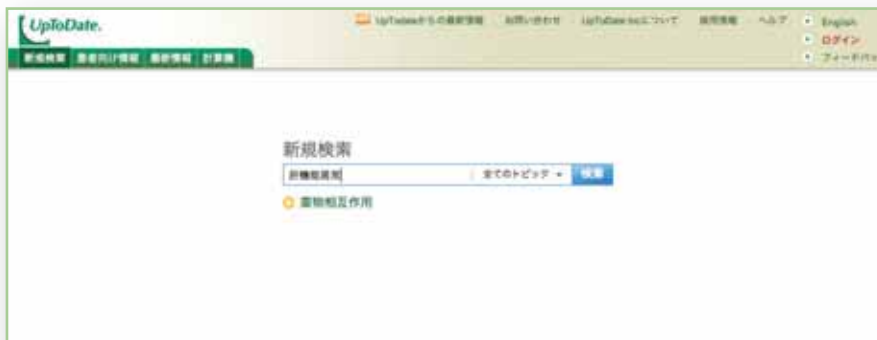 UpToDate.
UpToDateからの最新情報 お問い合わせ UpToDate Inc.について 採用情報 ヘルプ
English
ログイン
フィードバッ
新規検索 患者向け情報 最新情報 計算機
新規検索
肝機能異常 全てのトピック 検索
薬物相互作用